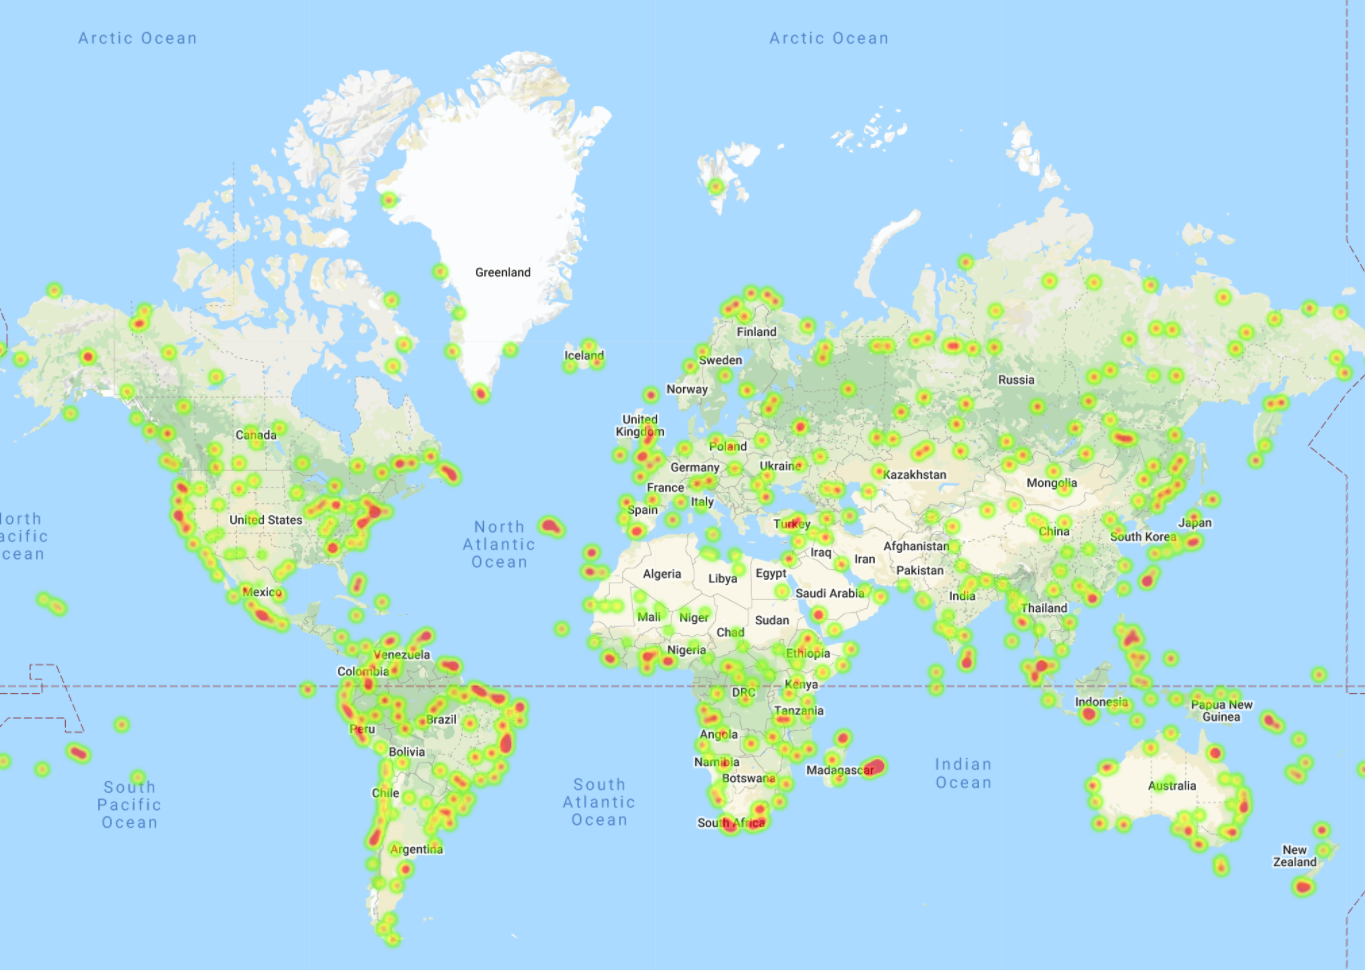 Arctic Ocean
Arctic Ocean
Greenland
Iceland
Finland
Sweden
Norway
Russia
United
Kingdom
Canada
Poland
Germany
Ukraine
Kazakhstan
France
Mongolia
Italy
Spain
United States
North
Atlantic
Ocean
Turkey
Japan
China
South Korea
Afghanistan
Iraq
Iran
Pakistan
Algeria
Libya
Egypt
Saudi Arabia
India
Mexico
Thailand
Mali
Niger
Sudan
Chad
Nigeria
Ethiopia
Venezuela
Colombia
Kenya
DRC
Tanzania
Indonesia
Papua New
Guinea
Brazil
Peru
Angola
Bolivia
Namibia
Botswana
Madagascar
Indian
Ocean
Australia
Chile
South
Pacific
Ocean
South
Atlantic
Ocean
South Africa
Argentina
New
Zealand